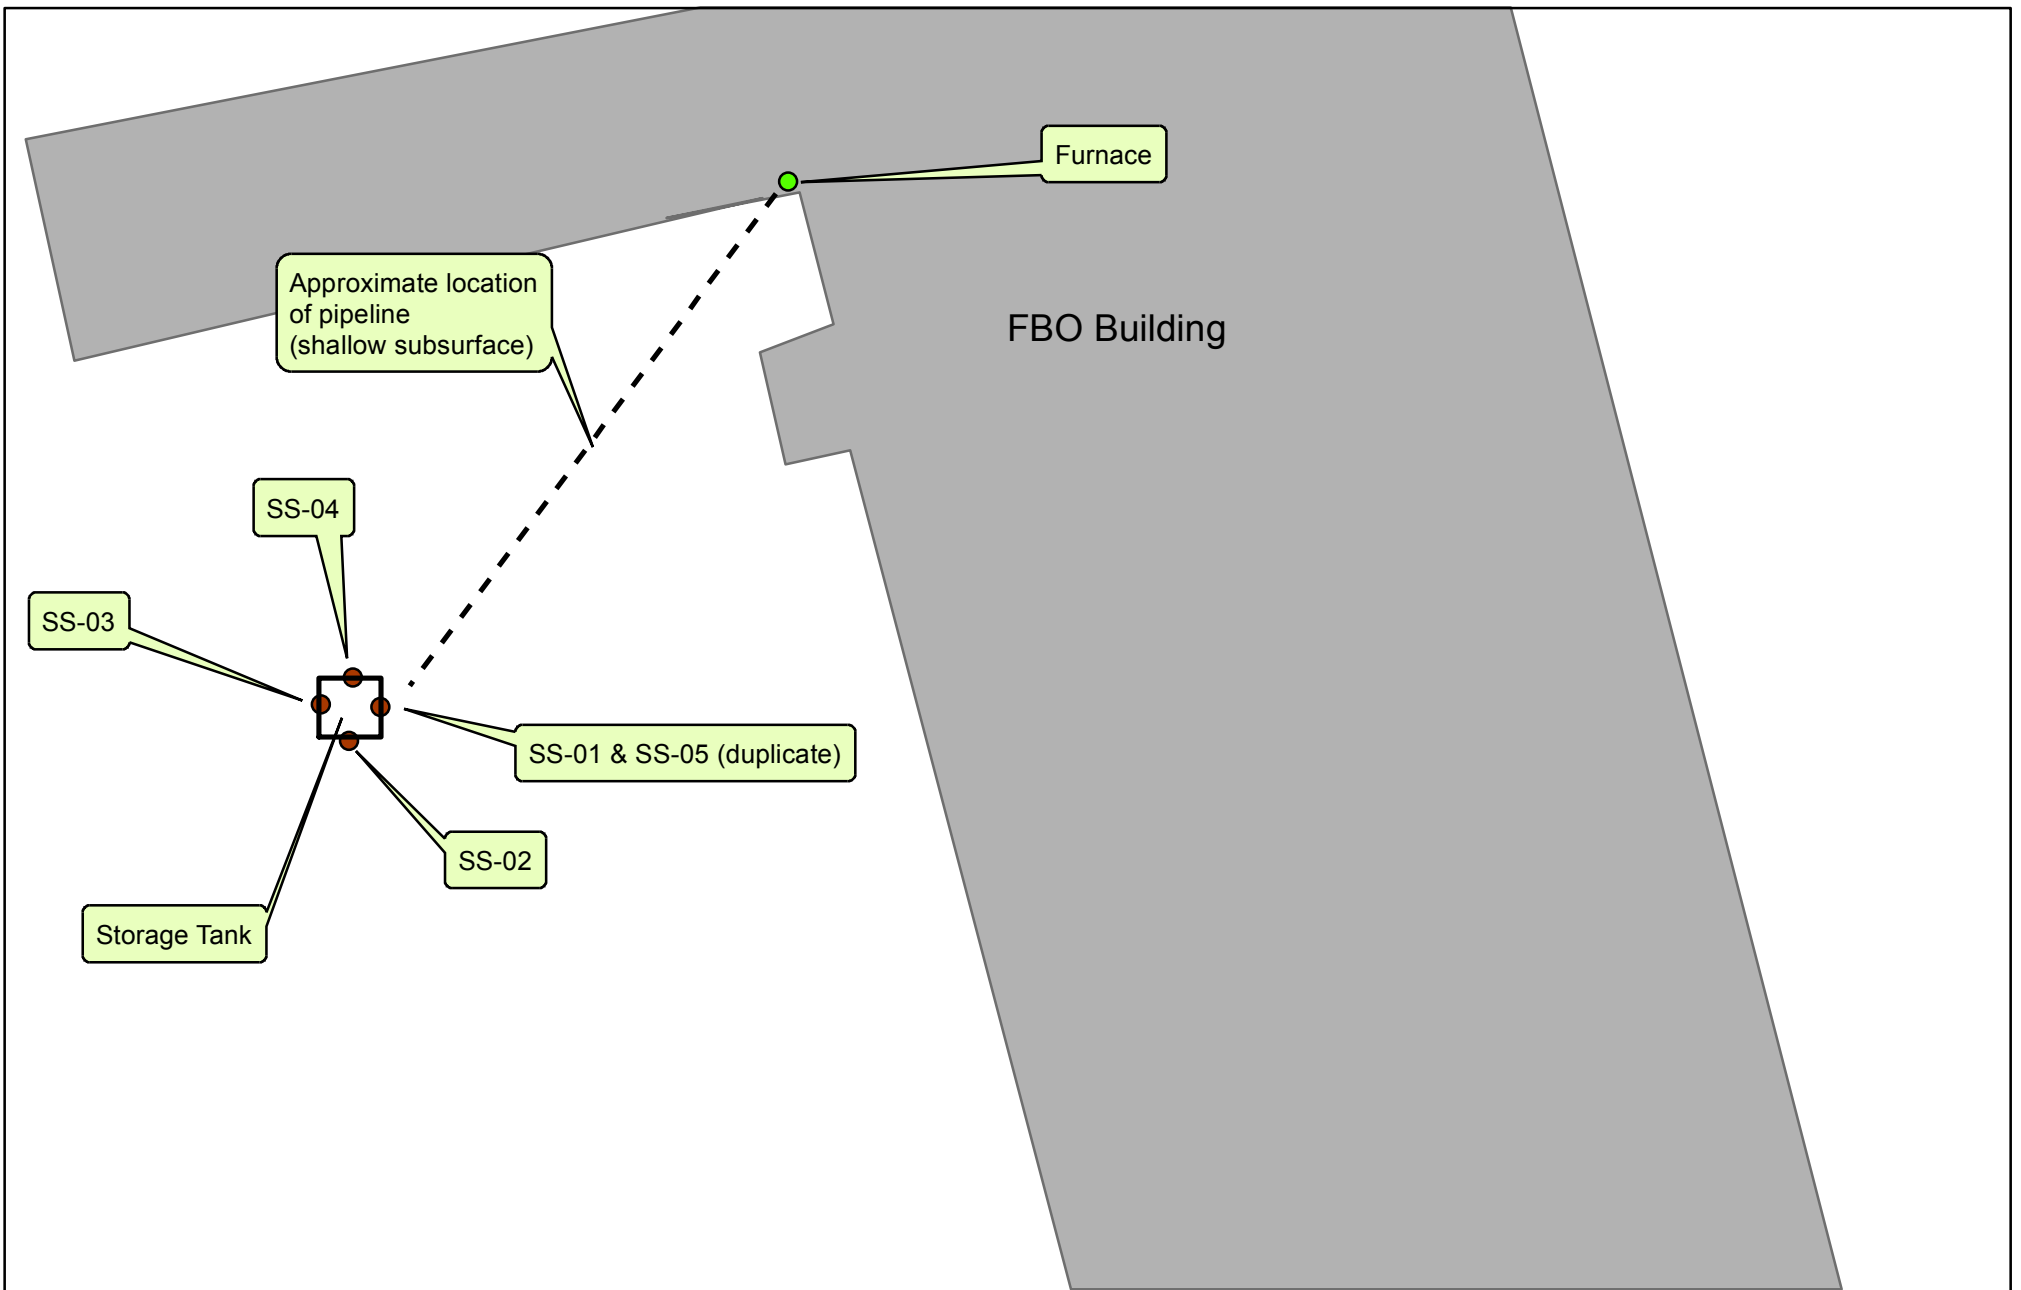 Furnace
Approximate location
of pipeline
(shallow subsurface)
FBO Building
SS-04
SS-03
SS-01 & SS-05 (duplicate)
SS-02
Storage Tank